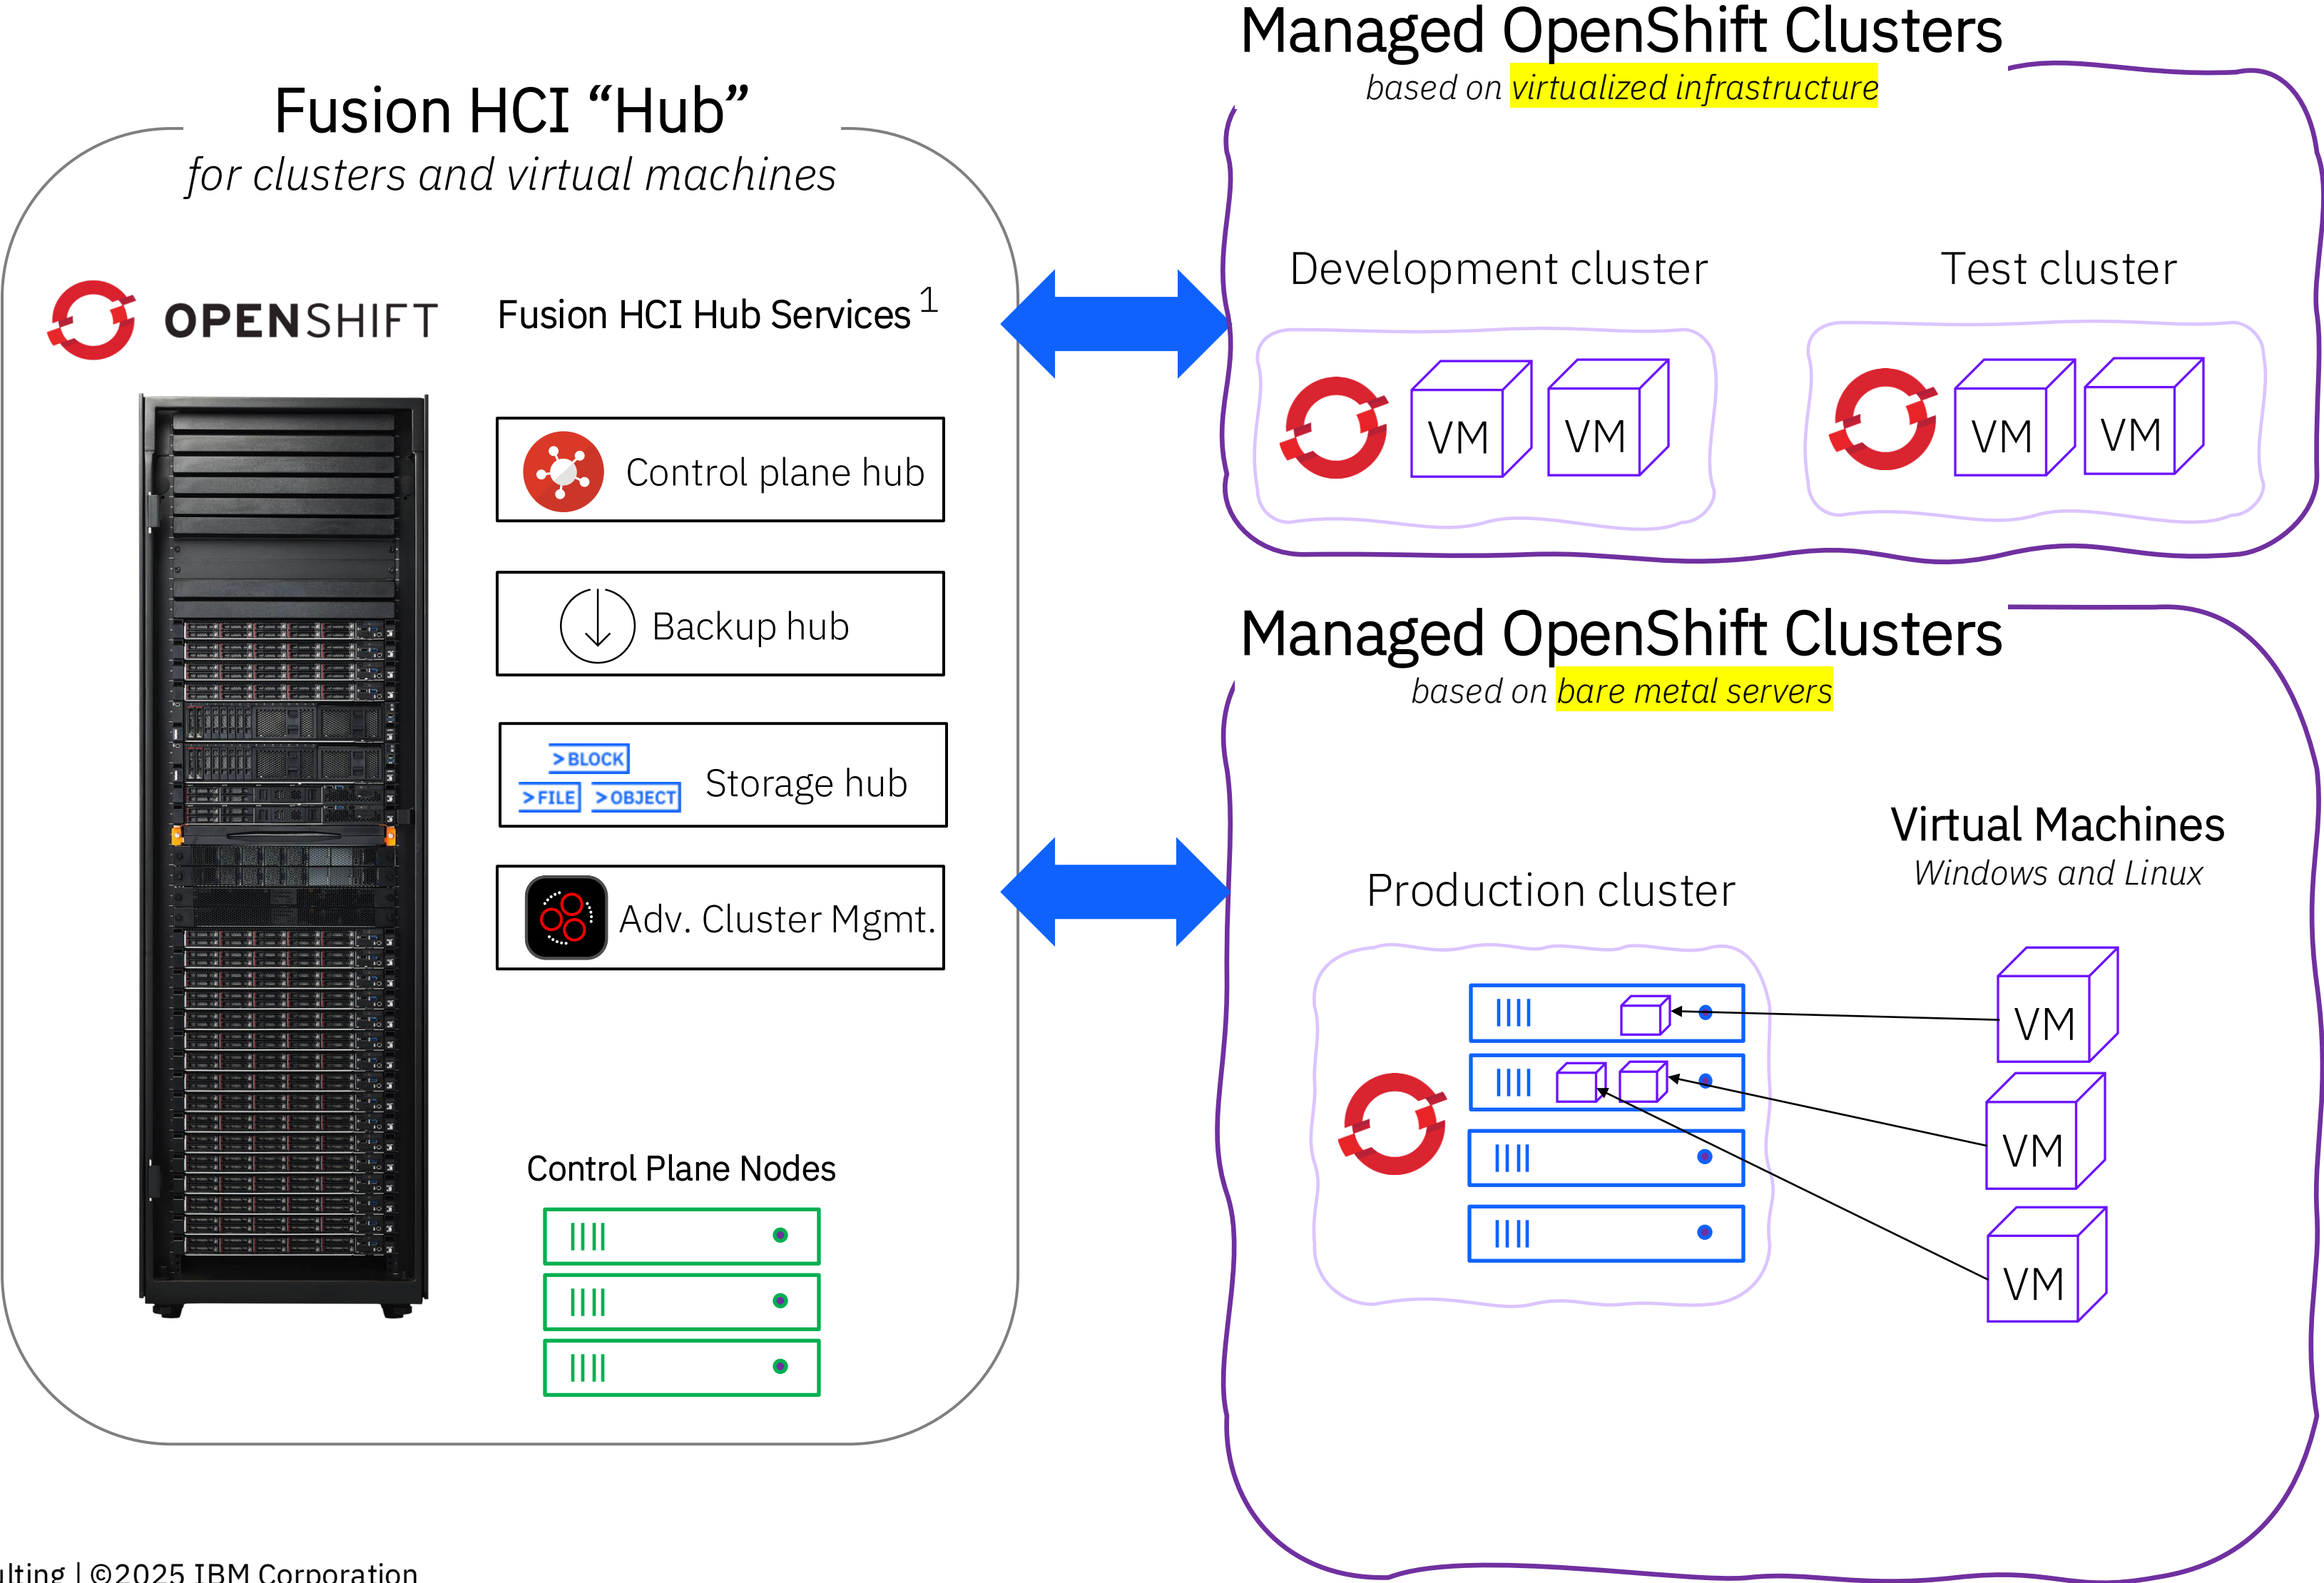 Fusion HCI “Hub”
for clusters and virtual machines
OPENSHIFT
Fusion HCI Hub Services 1
Control plane hub
Backup hub
>BLOCK
>FILE >OBJECT
Storage hub
Adv. Cluster Mgmt.
Control Plane Nodes
Managed OpenShift Clusters
based on virtualized infrastructure
Development cluster
VM VM
Test cluster
VM VM
Managed OpenShift Clusters
based on bare metal servers
Production cluster
Virtual Machines
Windows and Linux
VM
VM
VM
| ©2025 IBM Corporation